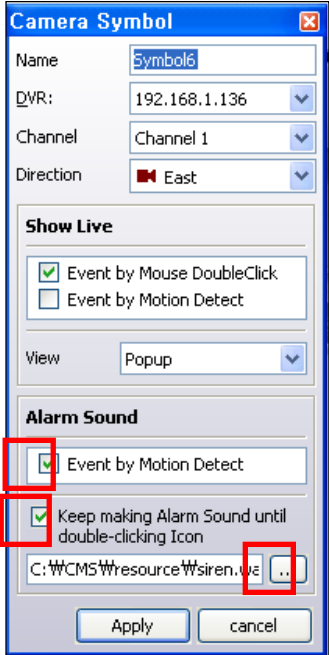 Camera Symbol
Name Symbol6
DVR: 192.168.1.136
Channel Channel 1
Direction East
Show Live
Event by Mouse DoubleClick
Event by Motion Detect
View Popup
Alarm Sound
Event by Motion Detect
Keep making Alarm Sound until
double-clicking Icon
C:₩CMS₩resource₩siren.wa ...
Apply cancel